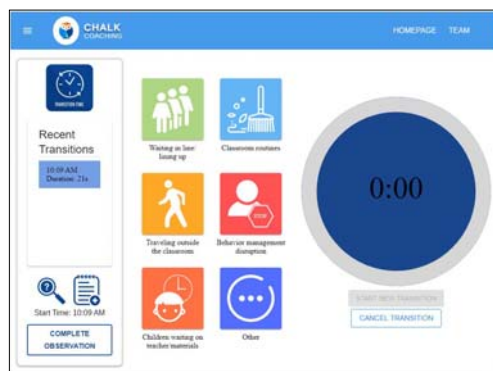 CHALK
COACHING
HOMEPAGE TEAM
TRANSITION TIME
Recent
Transitions
10:09 AM
Duration: 21s
Start Time: 10:09 AM
COMPLETE
OBSERVATION
Waiting in line/
lining up
Classroom routines
Traveling outside
the classroom
STOP
Behavior management
disruption
Children waiting on
teacher/materials
Other
0:00
START NEW TRANSITION
CANCEL TRANSITION